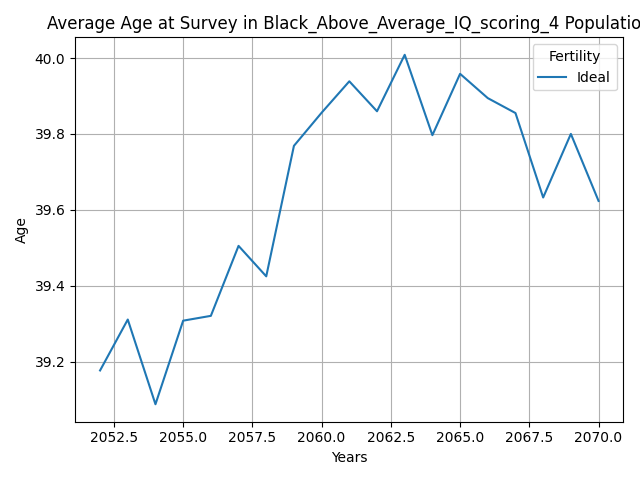 Average Age at Survey in Black_Above_Average_IQ_scoring_4 Populatio
Fertility
Ideal
40.0
39.8
39.6
39.4
39.2
Age
2052.5 2055.0 2057.5 2060.0 2062.5 2065.0 2067.5 2070.0
Years